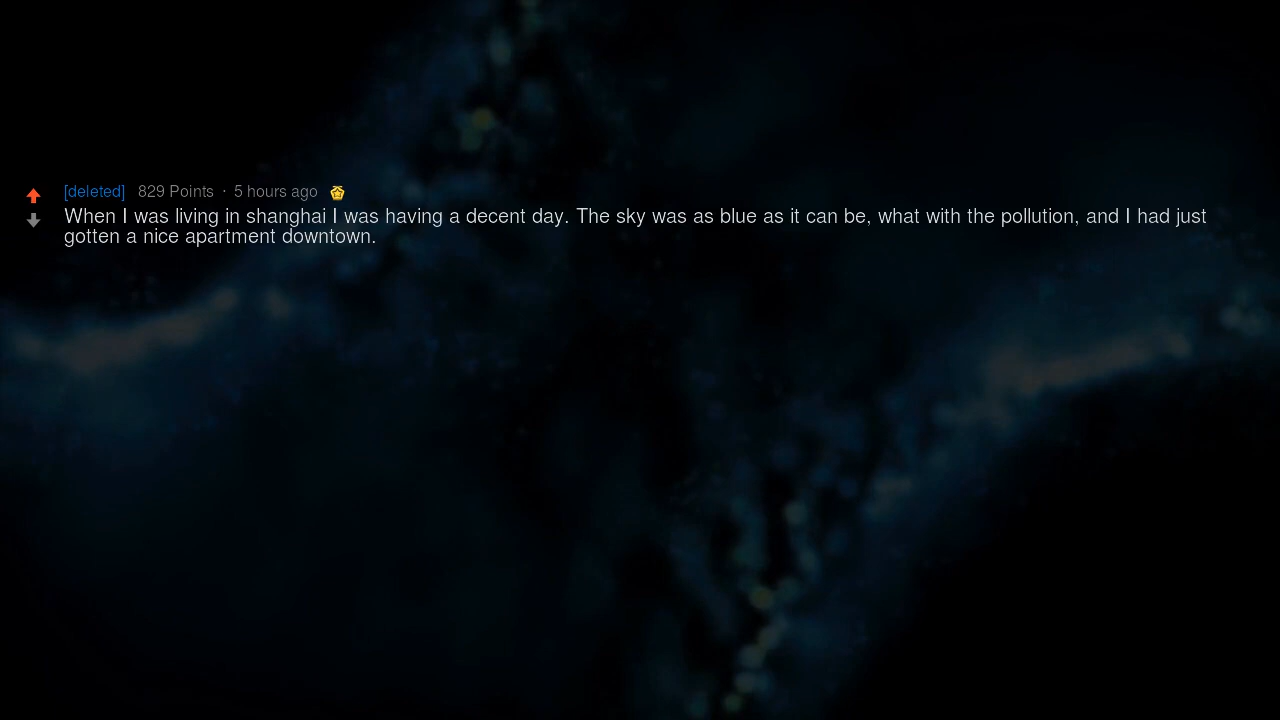 [deleted] 829 Points · 5 hours ago
When I was living in shanghai I was having a decent day. The sky was as blue as it can be, what with the pollution, and I had just
gotten a nice apartment downtown.